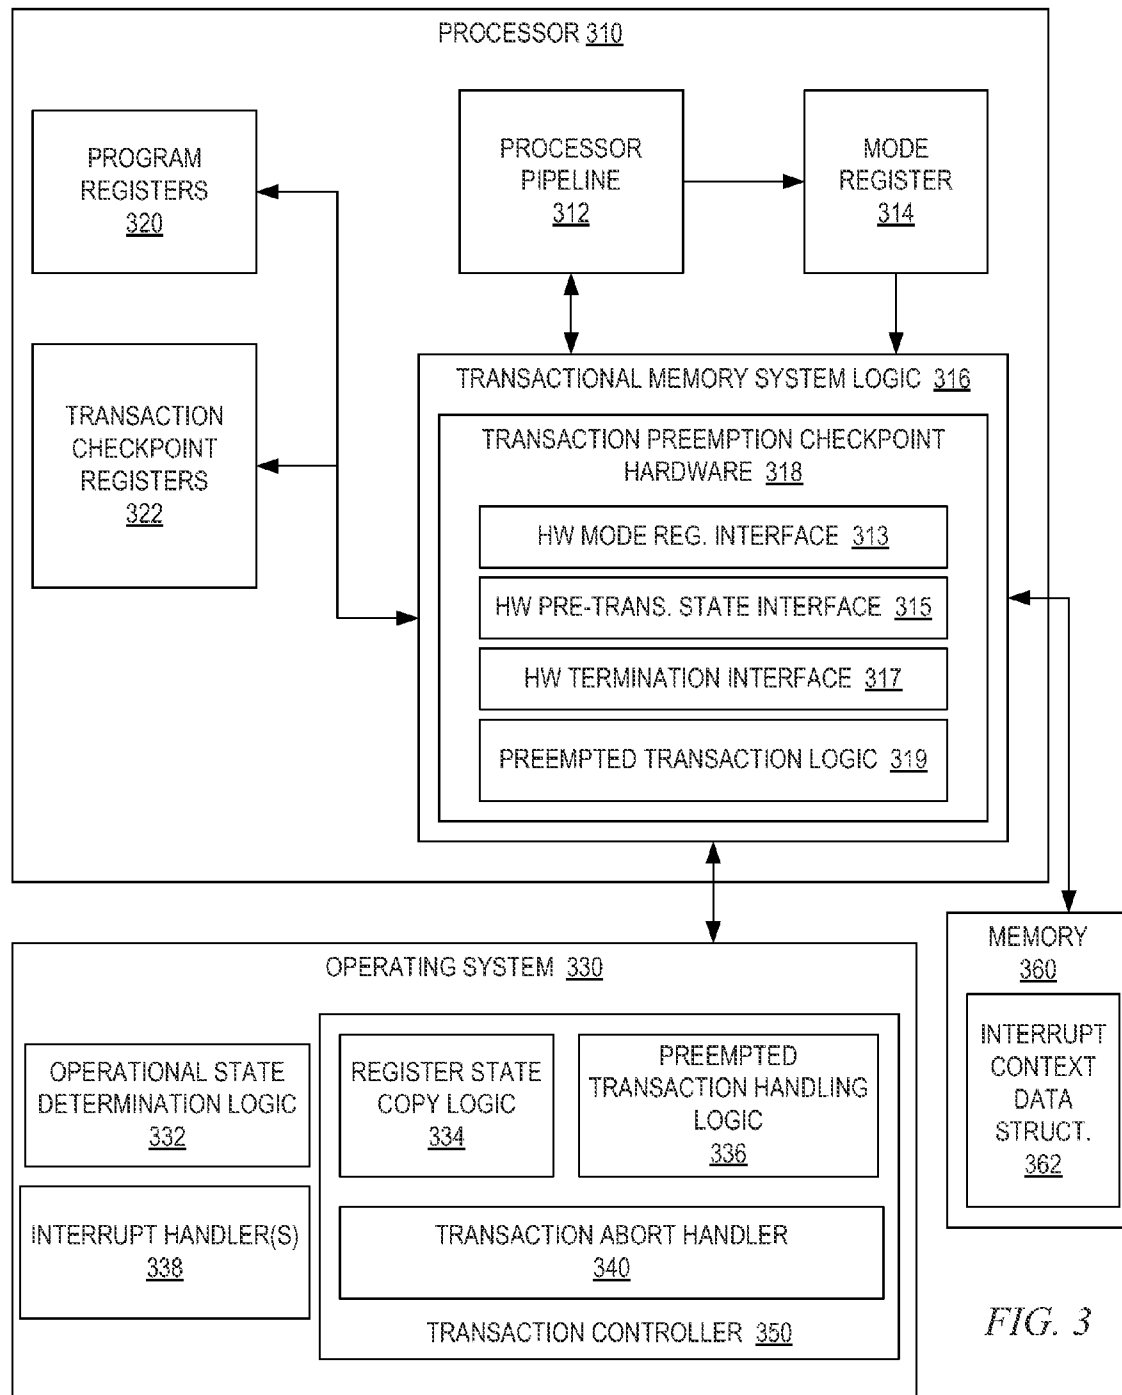 PROCESSOR 310
PROGRAM
REGISTERS
320
PROCESSOR
PIPELINE
312
MODE
REGISTER
314
TRANSACTION
CHECKPOINT
REGISTERS
322
TRANSACTIONAL MEMORY SYSTEM LOGIC 316
TRANSACTION PREEMPTION CHECKPOINT
HARDWARE 318
HW MODE REG. INTERFACE 313
HW PRE-TRANS. STATE INTERFACE 315
HW TERMINATION INTERFACE 317
PREEMPTED TRANSACTION LOGIC 319
OPERATING SYSTEM 330
OPERATIONAL STATE
DETERMINATION LOGIC
332
REGISTER STATE
COPY LOGIC
334
PREEMPTED
TRANSACTION HANDLING
LOGIC
336
INTERRUPT HANDLER(S)
338
TRANSACTION ABORT HANDLER
340
TRANSACTION CONTROLLER 350
MEMORY
360
INTERRUPT
CONTEXT
DATA
STRUCT.
362
FIG. 3